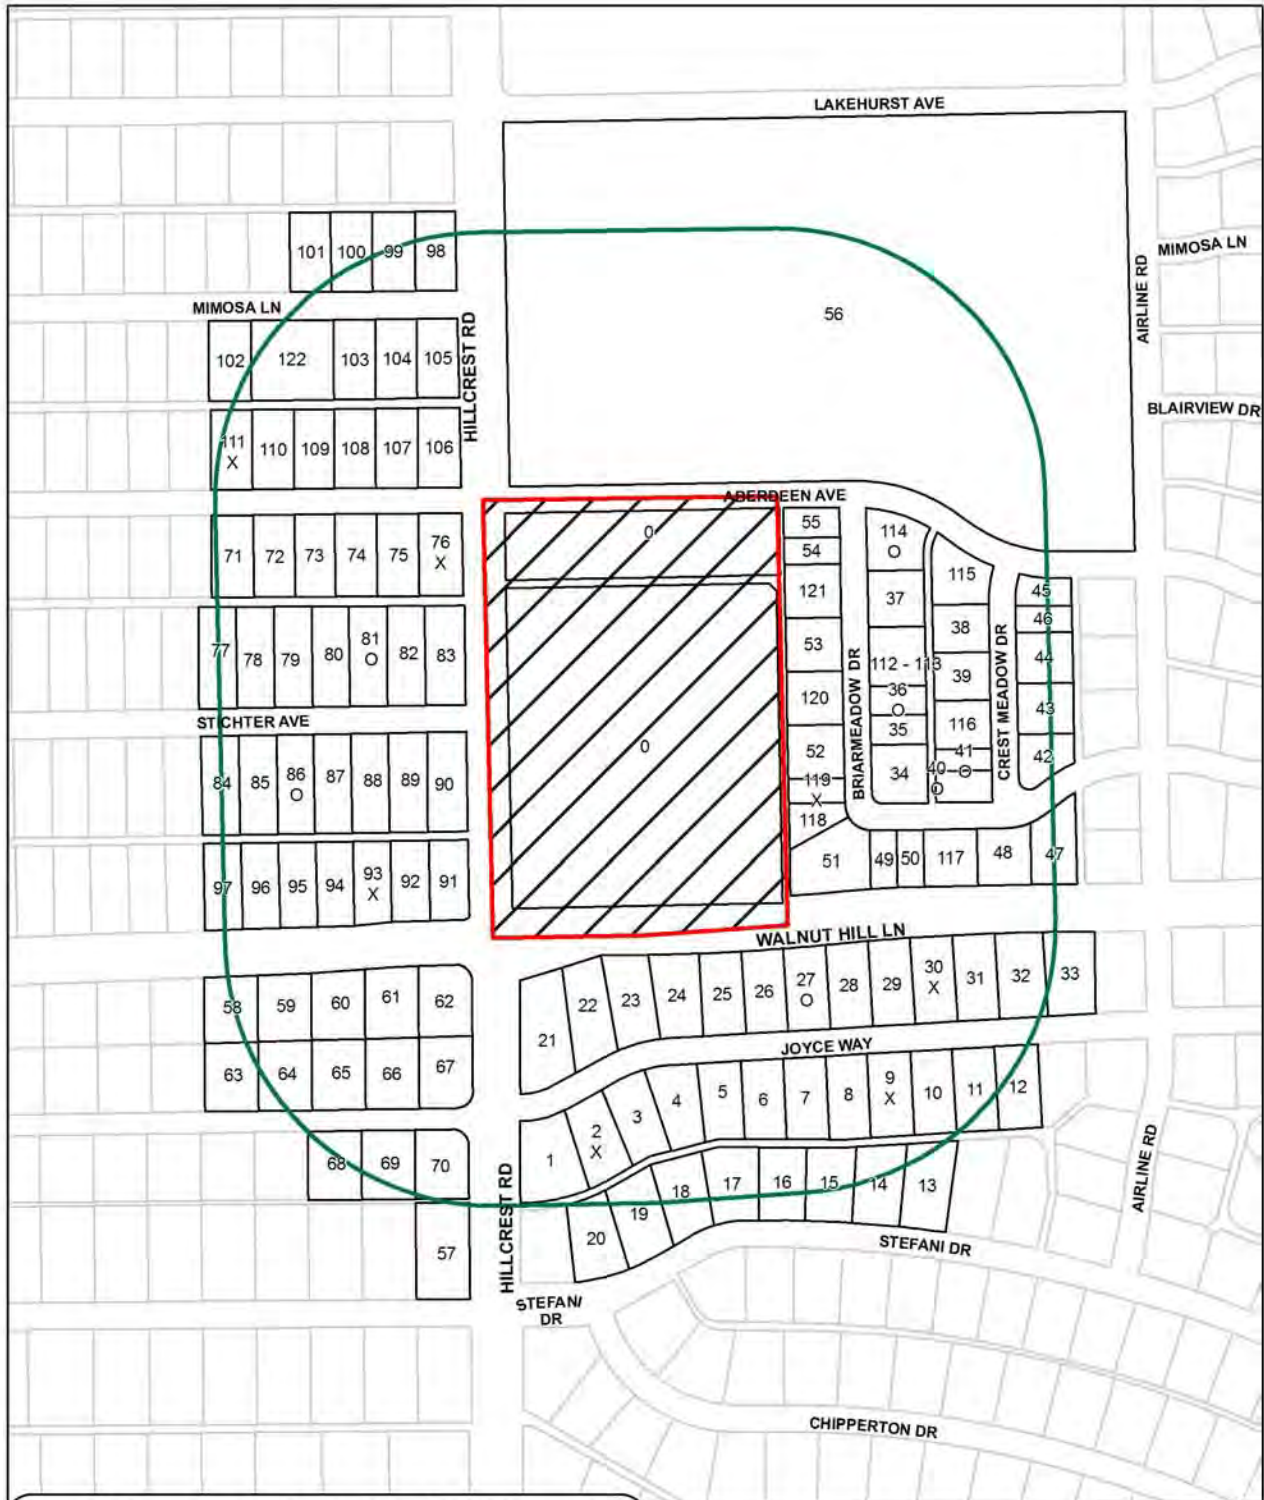 LAKEHURST AVE
101 100 99 98
MIMOSA LN
MIMOSA LN
AIRLINE RD
HILLCREST RD
56
102 122 103 104 105
BLAIRVIEW DR
111 110 109 108 107 106
X
ABERDEEN AVE
71 72 73 74 75 76
X
0
55
54
114
O
115
121
37
45
46
38
77 78 79 80 81 82 83
O
53
112 - 113
44
39
36
O
120
BRIARMEADOW DR
CREST MEADOW DR
43
STICHTER AVE
35
116
0
52
41
O
42
84 85 86 87 88 89 90
O
34
40
O
119
X
118
51
49 50 117 48 47
97 96 95 94 93 92 91
X
WALNUT HILL LN
58 59 60 61 62
21 22 23 24 25 26 27 28 29 30 31 32 33
O
X
JOYCE WAY
63 64 65 66 67
1 2 3 4 5 6 7 8 9 10 11 12
X
X
68 69 70
HILLCREST RD
AIRLINE RD
20 19 18 17 16 15 14 13
57
STEFANI DR
STEFANI
DR
CHIPPERTON DR